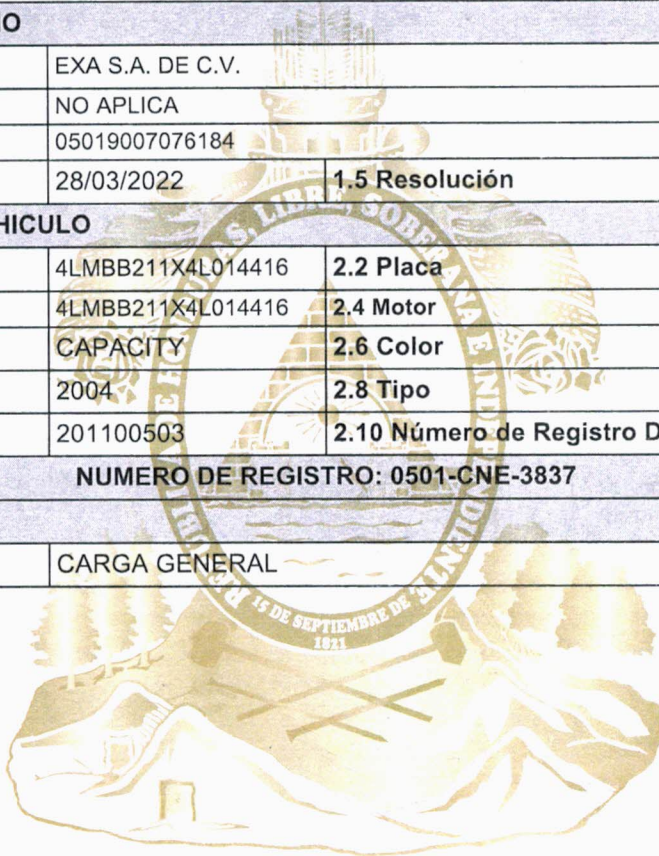 IO
EXA S.A. DE C.V.
NO APLICA
05019007076184
28/03/2022 1.5 Resolución
HICULO
4LMBB211X4L014416 2.2 Placa
4LMBB211X4L014416 2.4 Motor
CAPACITY 2.6 Color
2004 2.8 Tipo
201100503 2.10 Número de Registro D
NUMERO DE REGISTRO: 0501-CNE-3837
CARGA GENERAL
REPUBLICA DE HONDURAS, LIBRE, SOBERANA E INDEPENDIENTE
15 DE SEPTIEMBRE DE
1821